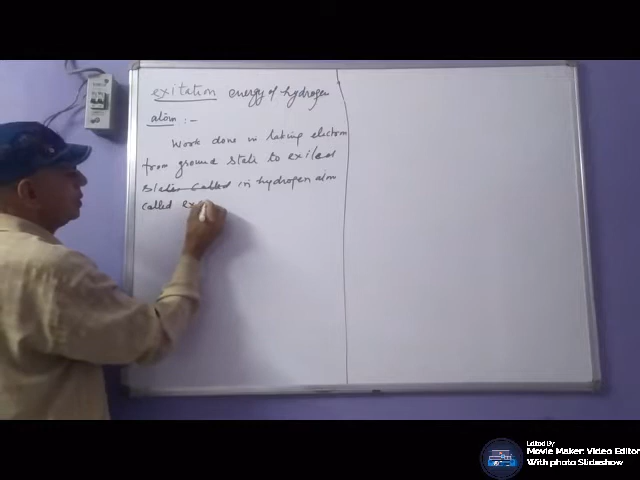 exitation energy of hydrogen
atom :-
Work done in taking electron
from ground state to exited
state called in hydrogen atom
called ex
Edited By
Movie Maker: Video Editor
With photo Slideshow